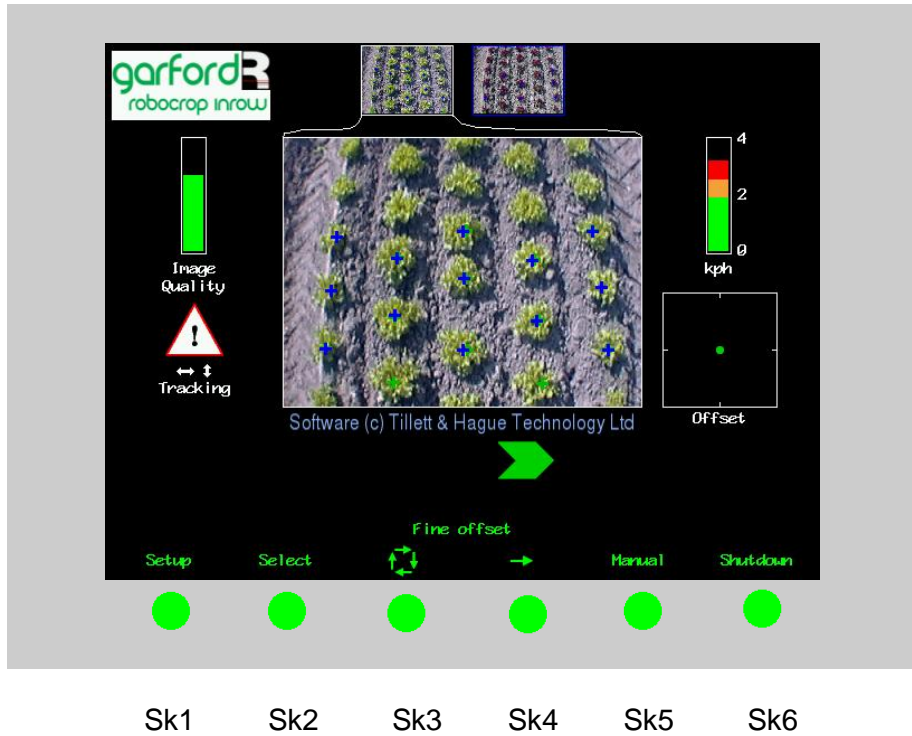 garford R
robocrop inrow
Image
Quality
!
Tracking
4
2
0
kph
Offset
Software (c) Tillett & Hague Technology Ltd
Fine offset
Setup Select Manual Shutdown
Sk1 Sk2 Sk3 Sk4 Sk5 Sk6